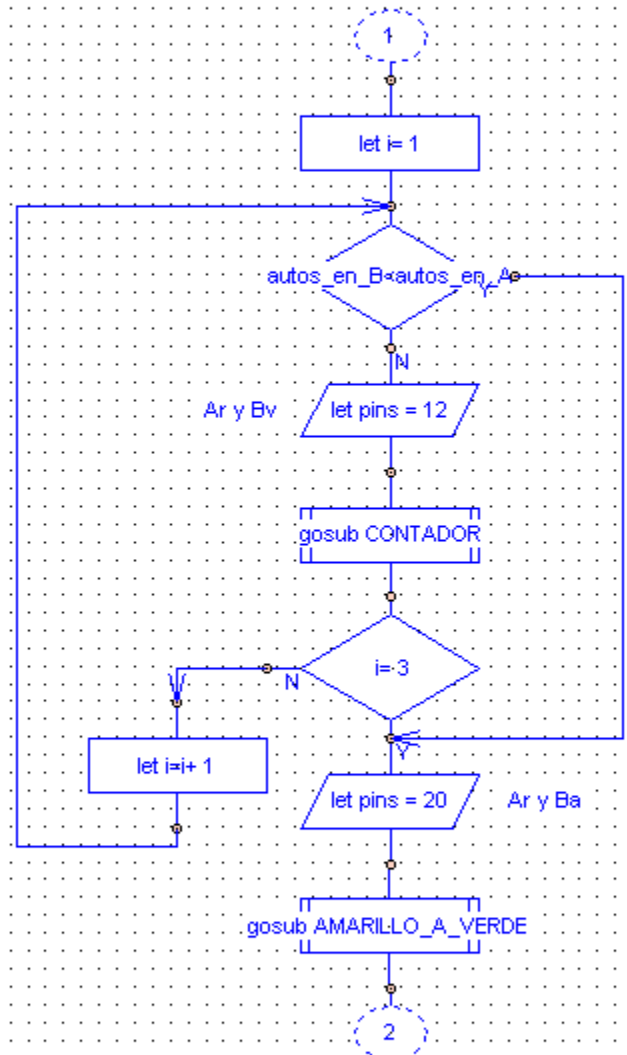 1
let i= 1
autos_en_B<autos_en_A
Y
N
Ar y Bv
let pins = 12
gosub CONTADOR
i= 3
N
Y
let i=i+ 1
let pins = 20
Ar y Ba
gosub AMARILLO_A_VERDE
2